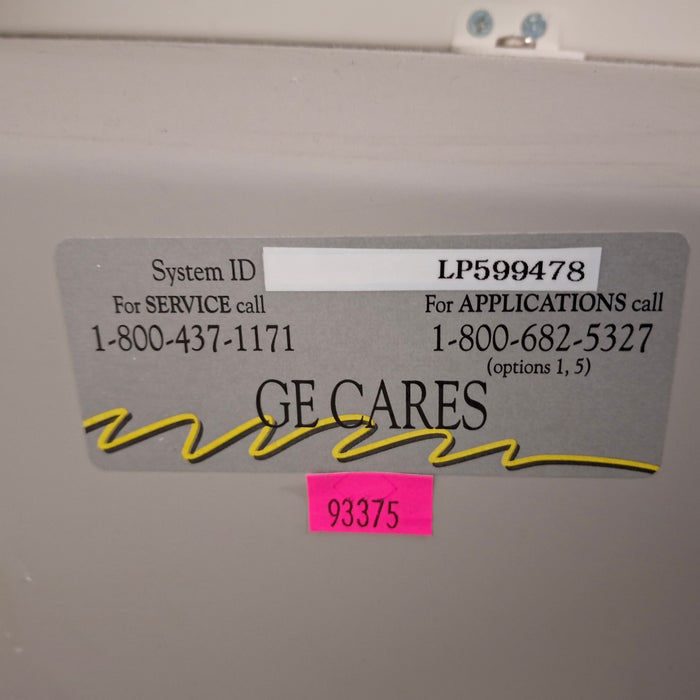 System ID LP599478
For SERVICE call For APPLICATIONS call
1-800-437-1171 1-800-682-5327
(options 1, 5)
GE CARES
93375